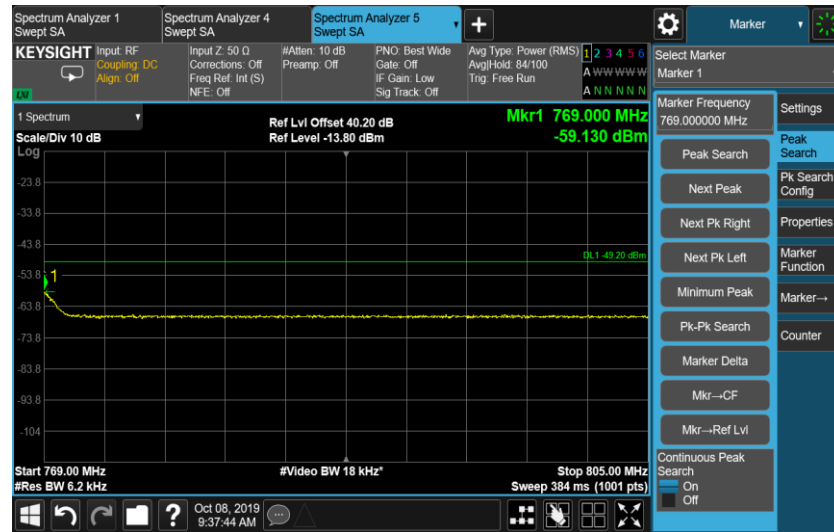 Spectrum Analyzer 1
Swept SA
Spectrum Analyzer 4
Swept SA
Spectrum Analyzer 5
Swept SA
Marker
KEYSIGHT
LXI
Input: RF
Coupling: DC
Align: Off
Input Z: 50 Ω
Corrections: Off
Freq Ref: Int (S)
NFE: Off
#Atten: 10 dB
Preamp: Off
PNO: Best Wide
Gate: Off
IF Gain: Low
Sig Track: Off
Avg Type: Power (RMS)
Avg|Hold: 84/100
Trig: Free Run
1 2 3 4 5 6
A W W W W W
A N N N N N
Select Marker
Marker 1
1 Spectrum
Scale/Div 10 dB
Log
Ref Lvl Offset 40.20 dB
Ref Level -13.80 dBm
Mkr1 769.000 MHz
-59.130 dBm
-23.8
-33.8
-43.8
-53.8
-63.8
-73.8
-83.8
-93.8
-104
DL1 -49.20 dBm
1
Start 769.00 MHz
#Res BW 6.2 kHz
#Video BW 18 kHz*
Stop 805.00 MHz
Sweep 384 ms (1001 pts)
Marker Frequency
769.000000 MHz
Peak Search
Next Peak
Next Pk Right
Next Pk Left
Minimum Peak
Pk-Pk Search
Marker Delta
Mkr→CF
Mkr→Ref Lvl
Continuous Peak
Search
On
Off
Settings
Peak
Search
Pk Search
Config
Properties
Marker
Function
Marker→
Counter
?
Oct 08, 2019
9:37:44 AM